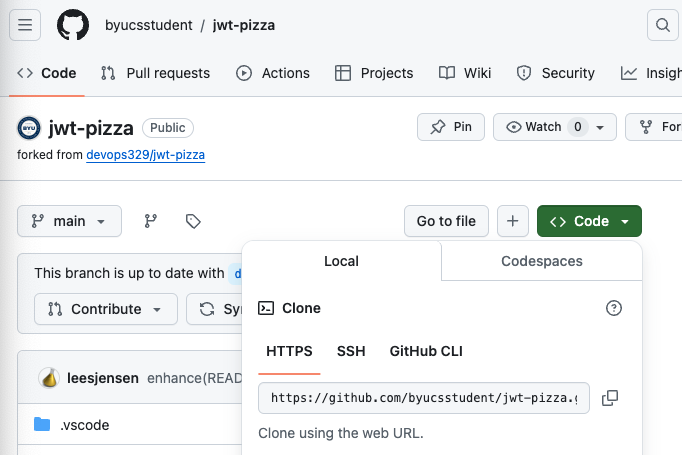 byucsstudent / jwt-pizza
Code Pull requests Actions Projects Wiki Security
BYU jwt-pizza Public Pin Watch 0
forked from devops329/jwt-pizza
main Go to file Code
Local Codespaces
This branch is up to date with
Clone
Contribute
HTTPS SSH GitHub CLI
leesjensen enhance(READ
https://github.com/byucsstudent/jwt-pizza.g
.vscode
Clone using the web URL.